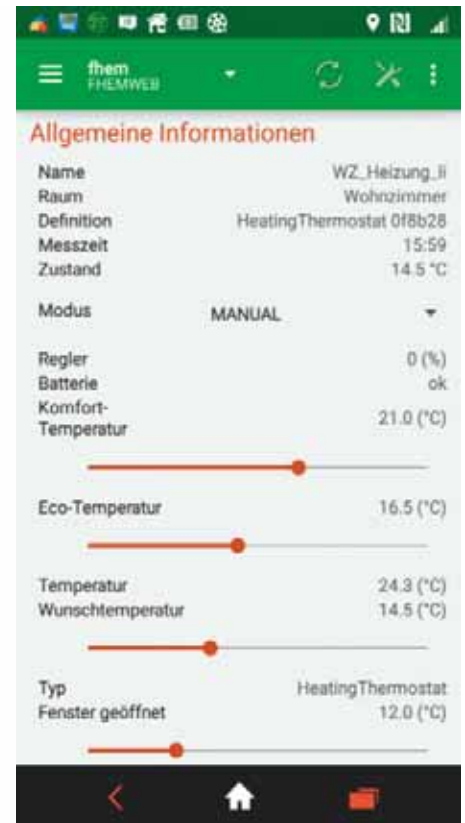 fhem
FHEMWEB
Allgemeine Informationen
Name WZ_Heizung_li
Raum Wohnzimmer
Definition HeatingThermostat 0f8b28
Messzeit 15:59
Zustand 14.5 °C
Modus MANUAL
Regler 0 (%)
Batterie ok
Komfort-
Temperatur 21.0 (°C)
Eco-Temperatur 16.5 (°C)
Temperatur 24.3 (°C)
Wunschtemperatur 14.5 (°C)
Typ HeatingThermostat
Fenster geöffnet 12.0 (°C)